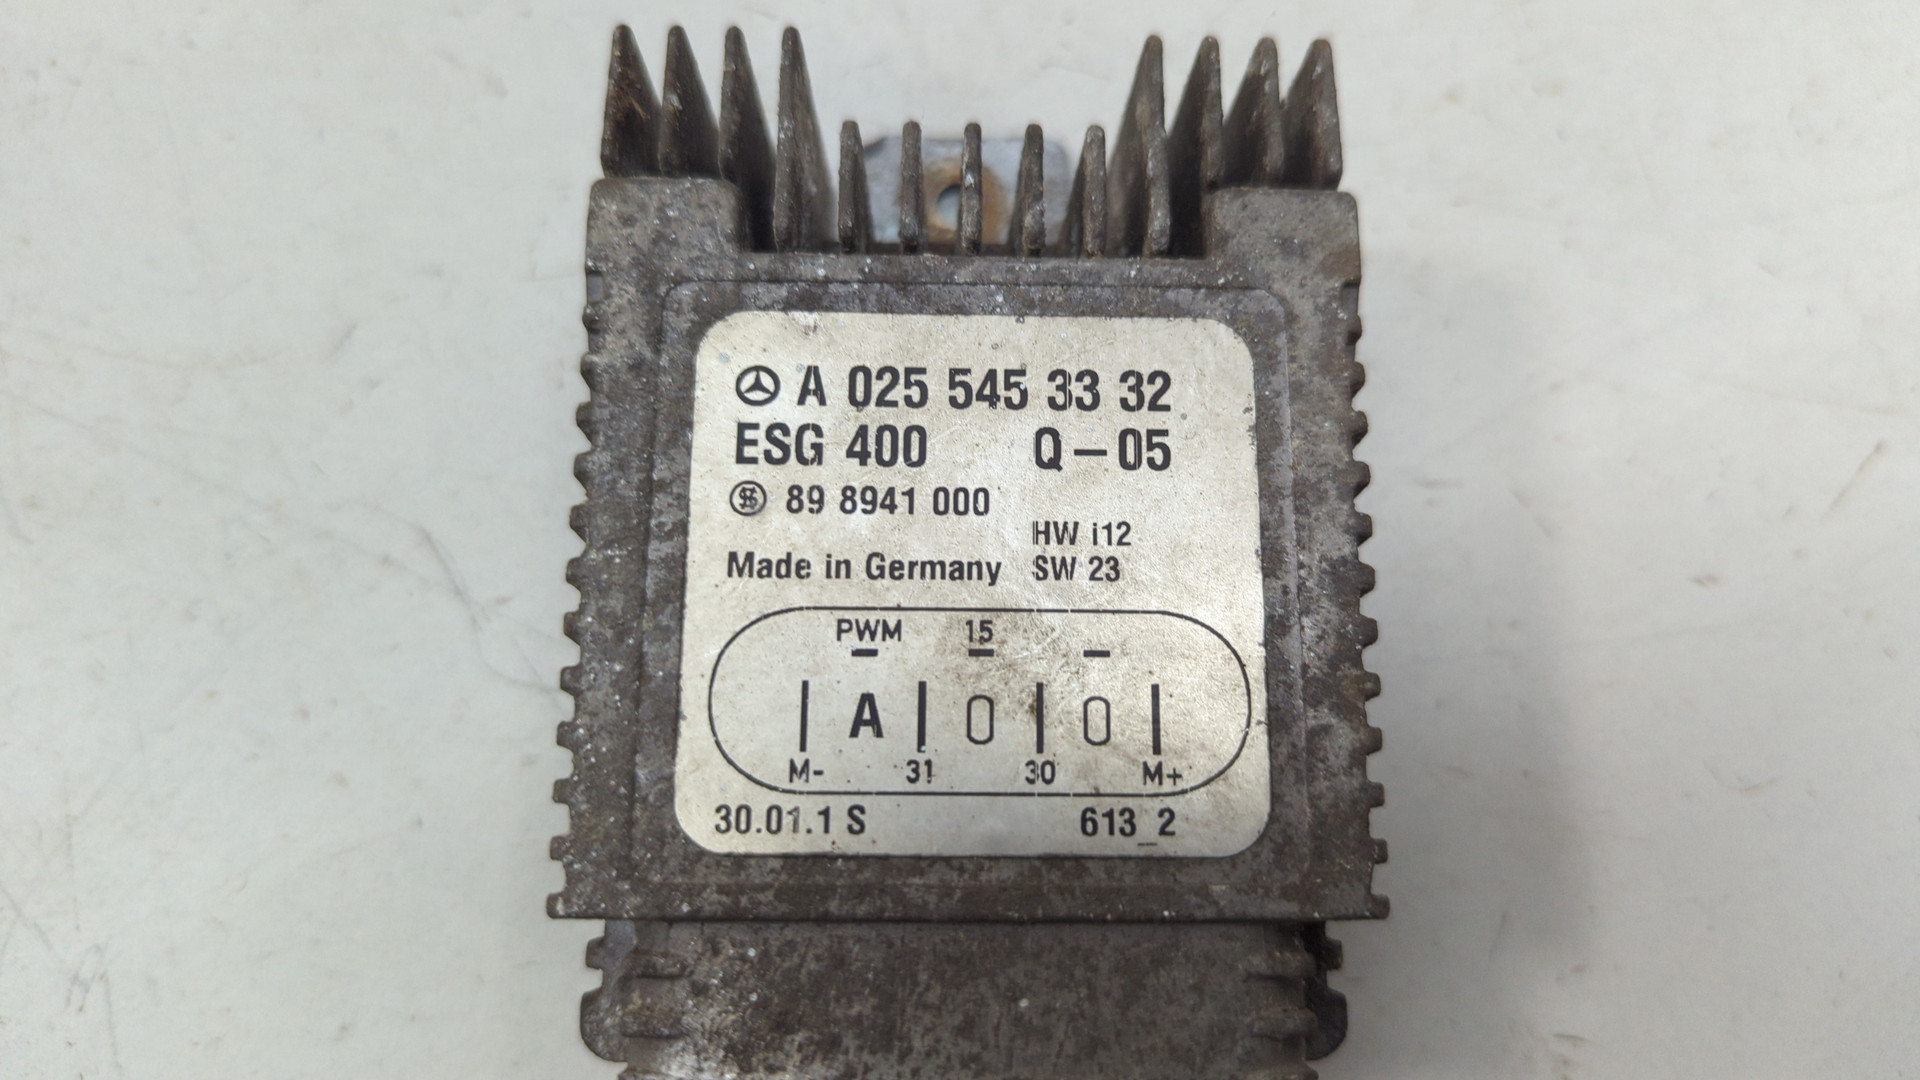 A 025 545 33 32
ESG 400 Q-05
89 8941 000
HW i12
Made in Germany SW 23
PWM 15
A 0 0
M- 31 30 M+
30.01.1 S 613_2